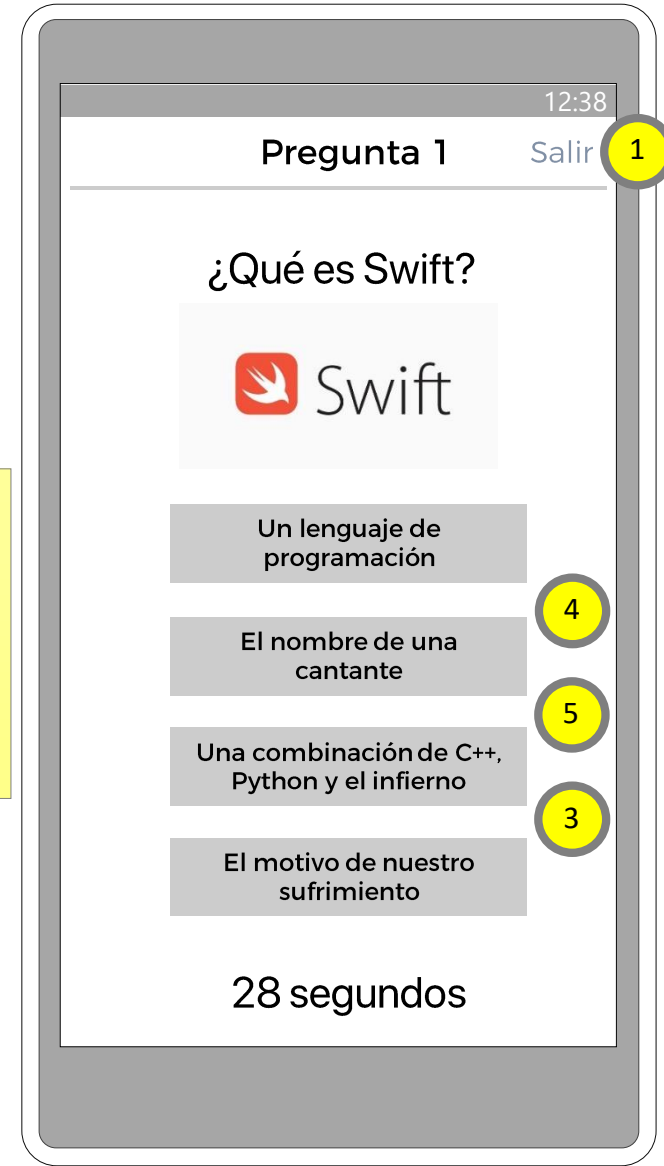 12:38
Pregunta 1
Salir
1
¿Qué es Swift?
Swift
Un lenguaje de
programación
4
El nombre de una
cantante
5
Una combinación de C++,
Python y el infierno
3
El motivo de nuestro
sufrimiento
28 segundos